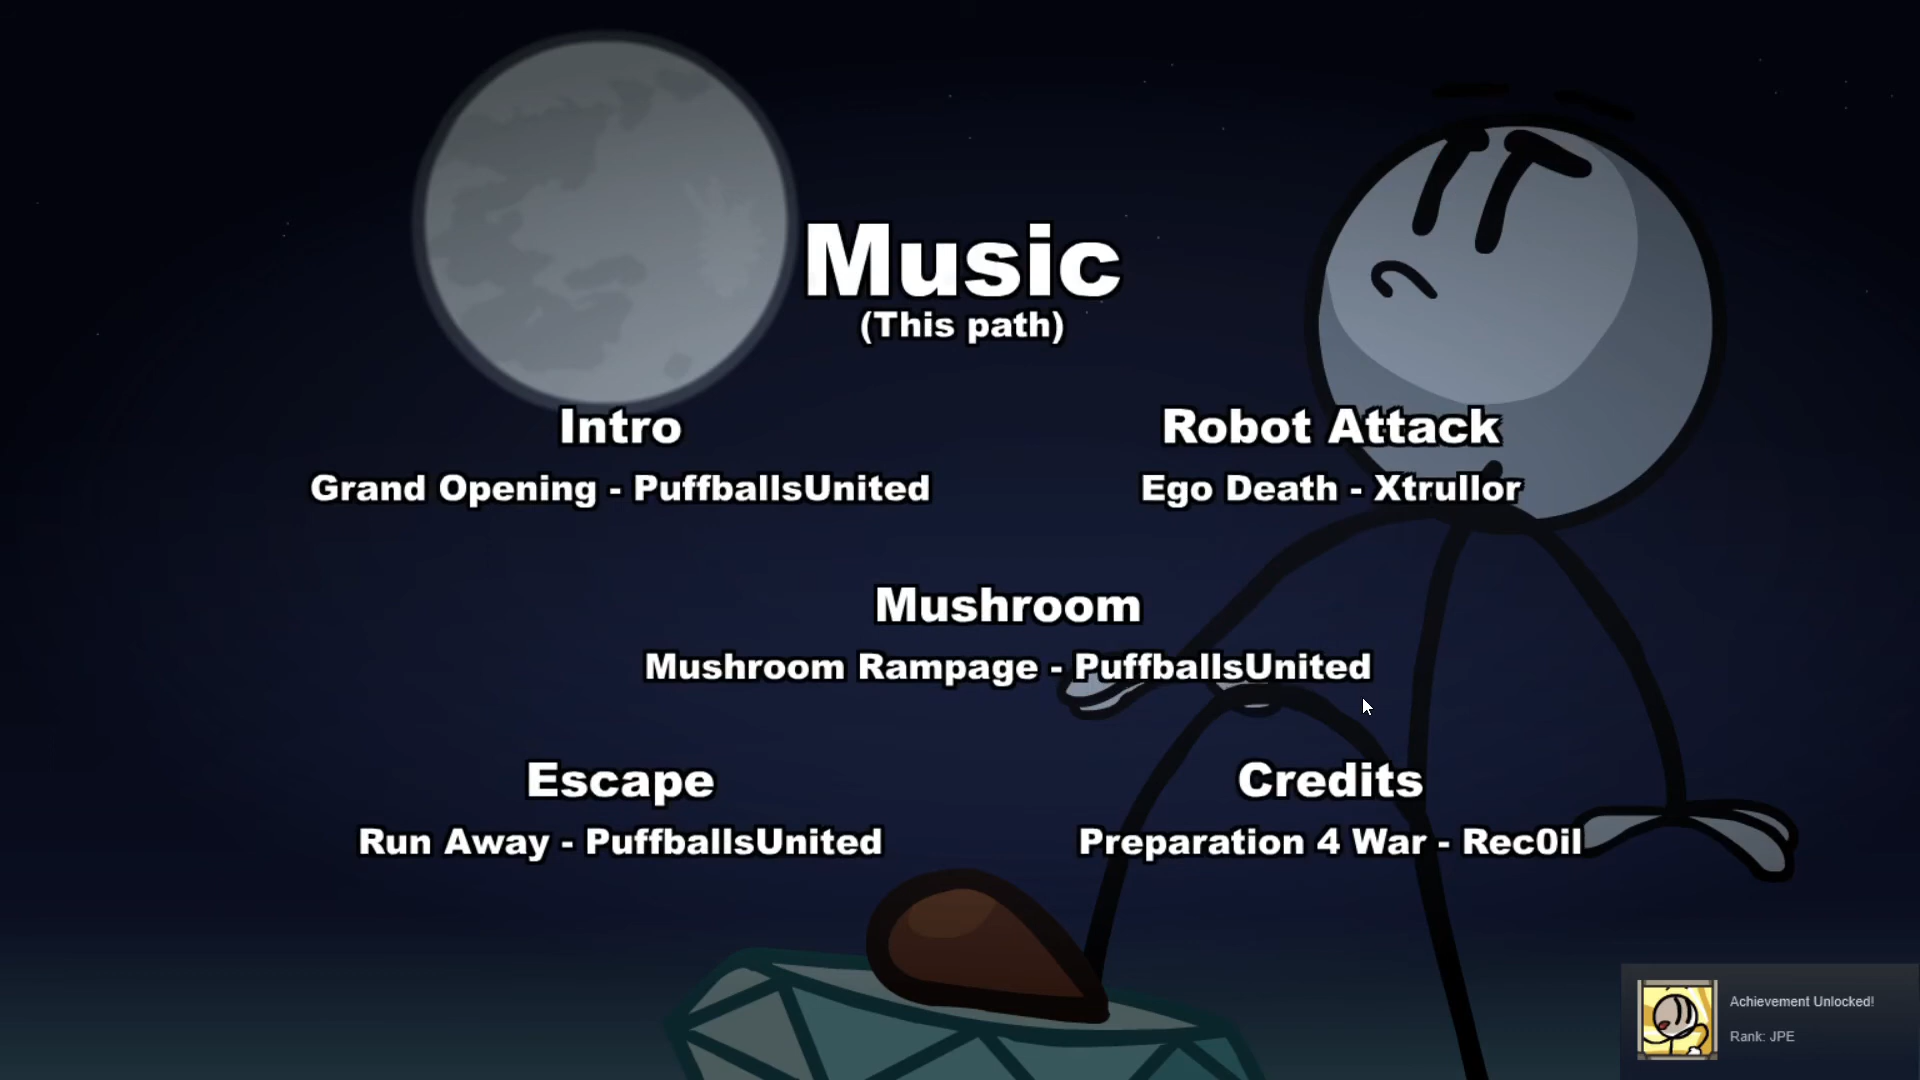 Music
(This path)
Intro
Grand Opening - PuffballsUnited
Robot Attack
Ego Death - Xtrullor
Mushroom
Mushroom Rampage - PuffballsUnited
Escape
Run Away - PuffballsUnited
Credits
Preparation 4 War - Rec0il
Achievement Unlocked!
Rank: JPE